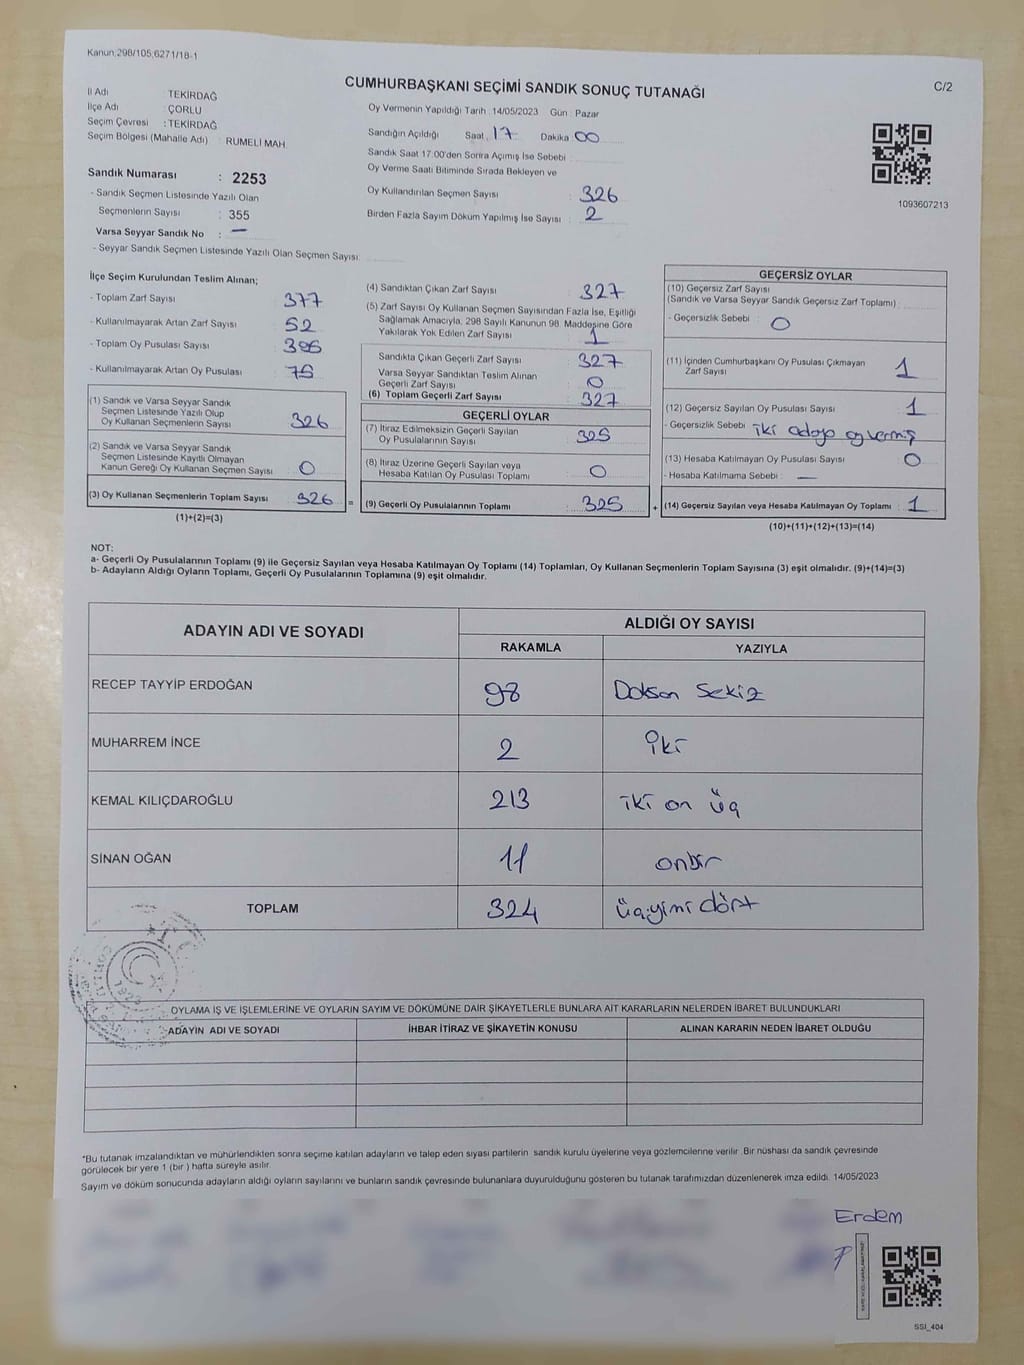 Kanun;298/105;6271/18-1
CUMHURBAŞKANI SEÇİMİ SANDIK SONUÇ TUTANAĞI
C/2
İl Adı TEKİRDAĞ
İlçe Adı ÇORLU
Seçim Çevresi : TEKİRDAĞ
Seçim Bölgesi (Mahalle Adı) RUMELİ MAH.
Sandık Numarası : 2253
- Sandık Seçmen Listesinde Yazılı Olan
Seçmenlerin Sayısı : 355
Varsa Seyyar Sandık No : —
- Seyyar Sandık Seçmen Listesinde Yazılı Olan Seçmen Sayısı:
Oy Vermenin Yapıldığı Tarih : 14/05/2023 Gün : Pazar
Sandığın Açıldığı Saat : 17 Dakika : 00
Sandık Saat 17.00'den Sonra Açımış İse Sebebi
Oy Verme Saati Bitiminde Sırada Bekleyen ve
Oy Kullandırılan Seçmen Sayısı : 326
Birden Fazla Sayım Döküm Yapılmış İse Sayısı : 2
1093607213
İlçe Seçim Kurulundan Teslim Alınan;
- Toplam Zarf Sayısı : 377
- Kullanılmayarak Artan Zarf Sayısı : 52
- Toplam Oy Pusulası Sayısı
- Kullanılmayarak Artan Oy Pusulası : 75
(1) Sandık ve Varsa Seyyar Sandık
Seçmen Listesinde Yazılı Olup
Oy Kullanan Seçmenlerin Sayısı : 326
(2) Sandık ve Varsa Seyyar Sandık
Seçmen Listesinde Kayıtlı Olmayan
Kanun Gereği Oy Kullanan Seçmen Sayısı : 0
(3) Oy Kullanan Seçmenlerin Toplam Sayısı : 326 =
(1)+(2)=(3)
(4) Sandıktan Çıkan Zarf Sayısı : 327
(5) Zarf Sayısı Oy Kullanan Seçmen Sayısından Fazla İse, Eşitliği
Sağlamak Amacıyla, 298 Sayılı Kanunun 98. Maddesine Göre
Yakılarak Yok Edilen Zarf Sayısı : 1
Sandıkta Çıkan Geçerli Zarf Sayısı : 327
Varsa Seyyar Sandıktan Teslim Alınan
Geçerli Zarf Sayısı : 0
(6) Toplam Geçerli Zarf Sayısı : 327
GEÇERLİ OYLAR
(7) İtiraz Edilmeksizin Geçerli Sayılan
Oy Pusulalarının Sayısı : 325
(8) İtiraz Üzerine Geçerli Sayılan veya
Hesaba Katılan Oy Pusulası Toplamı : 0
(9) Geçerli Oy Pusulalarının Toplamı : 325 +
GEÇERSİZ OYLAR
(10) Geçersiz Zarf Sayısı
(Sandık ve Varsa Seyyar Sandık Geçersiz Zarf Toplamı) :
- Geçersizlik Sebebi : 0
(11) İçinden Cumhurbaşkanı Oy Pusulası Çıkmayan
Zarf Sayısı : 1
(12) Geçersiz Sayılan Oy Pusulası Sayısı : 1
- Geçersizlik Sebebi iki adaya oy vermiş
(13) Hesaba Katılmayan Oy Pusulası Sayısı : 0
- Hesaba Katılmama Sebebi : —
(14) Geçersiz Sayılan veya Hesaba Katılmayan Oy Toplamı : 1
(10)+(11)+(12)+(13)=(14)
NOT:
a- Geçerli Oy Pusulalarının Toplamı (9) ile Geçersiz Sayılan veya Hesaba Katılmayan Oy Toplamı (14) Toplamları, Oy Kullanan Seçmenlerin Toplam Sayısına (3) eşit olmalıdır. (9)+(14)=(3)
b- Adayların Aldığı Oyların Toplamı, Geçerli Oy Pusulalarının Toplamına (9) eşit olmalıdır.
ADAYIN ADI VE SOYADI
ALDIĞI OY SAYISI
RAKAMLA YAZIYLA
RECEP TAYYİP ERDOĞAN 98 Doksan Sekiz
MUHARREM İNCE 2 iki
KEMAL KILIÇDAROĞLU 213 iki on üç
SİNAN OĞAN 11 onbir
TOPLAM 324 üçyimi dört
OYLAMA İŞ VE İŞLEMLERİNE VE OYLARIN SAYIM VE DÖKÜMÜNE DAİR ŞİKAYETLERLE BUNLARA AİT KARARLARIN NELERDEN İBARET BULUNDUKLARI
ADAYIN ADI VE SOYADI İHBAR İTİRAZ VE ŞİKAYETİN KONUSU ALINAN KARARIN NEDEN İBARET OLDUĞU
*Bu tutanak imzalandıktan ve mühürlendikten sonra seçime katılan adayların ve talep eden siyasi partilerin sandık kurulu üyelerine veya gözlemcilerine verilir. Bir nüshası da sandık çevresinde
görülecek bir yere 1 (bir ) hafta süreyle asılır.
Sayım ve döküm sonucunda adayların aldığı oyların sayılarını ve bunların sandık çevresinde bulunanlara duyurulduğunu gösteren bu tutanak tarafımızdan düzenlenerek imza edildi. 14/05/2023
Erdem
SSI_404